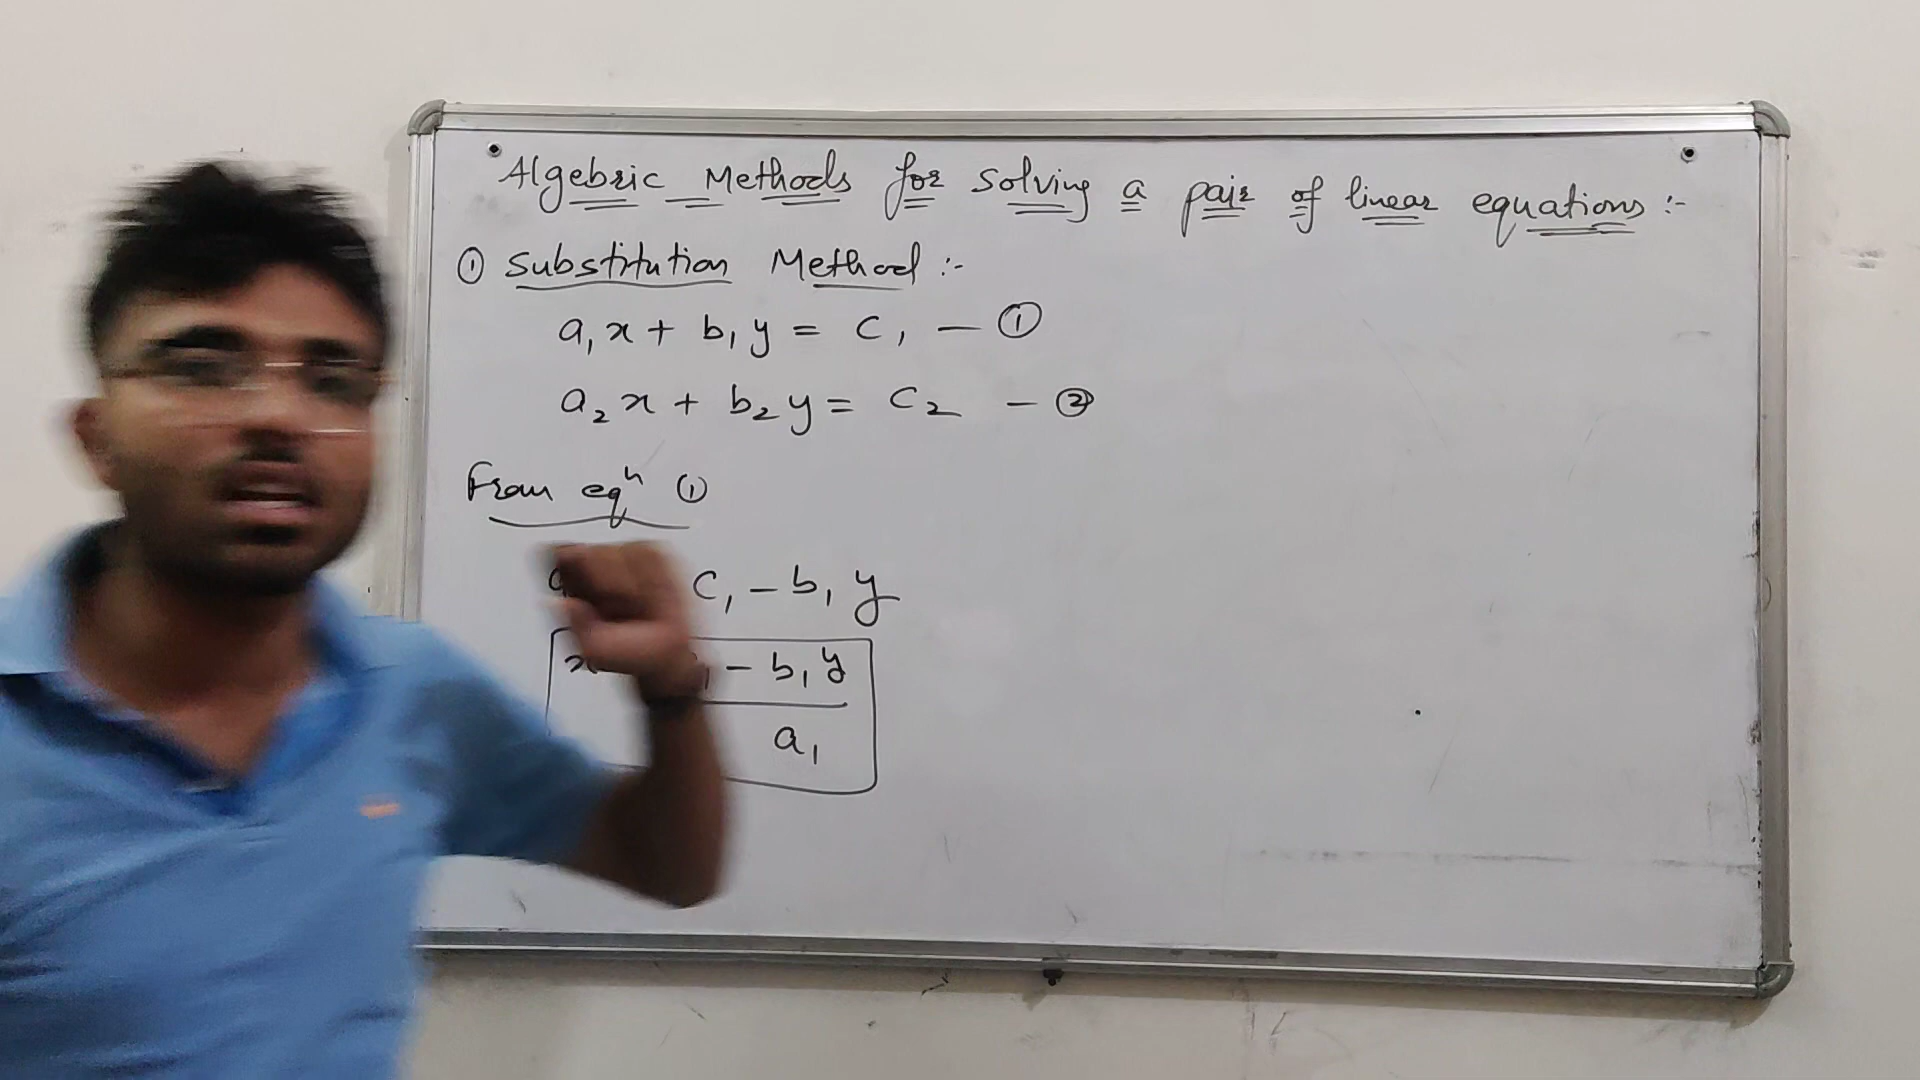 Algebric Methods for solving a pair of linear equations :-
① Substitution Method :-
a₁x + b₁y = c₁ — ①
a₂x + b₂y = c₂ — ②
From eqⁿ ①
c₁ - b₁y
x - b₁y
a₁